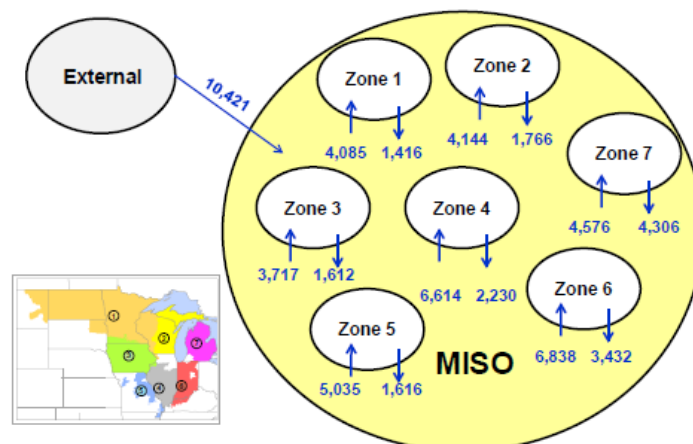 External
10,421
Zone 1
4,085 1,416
Zone 2
4,144 1,766
Zone 7
4,576 4,306
Zone 3
3,717 1,612
Zone 4
6,614 2,230
Zone 6
6,838 3,432
Zone 5
5,035 1,616
MISO
1
2
7
3
5
4
6